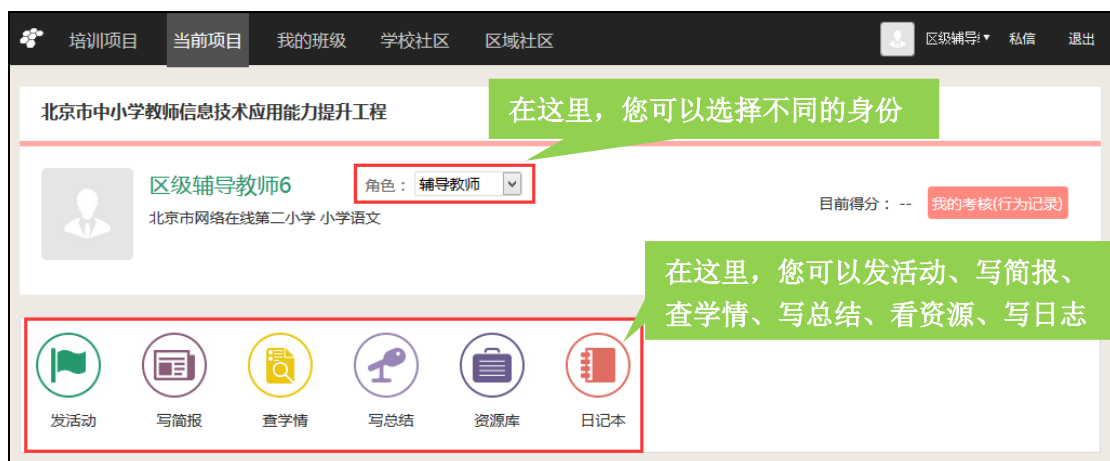 培训项目 当前项目 我的班级 学校社区 区域社区 区级辅导 私信 退出
北京市中小学教师信息技术应用能力提升工程
在这里，您可以选择不同的身份
区级辅导教师6 角色： 辅导教师
北京市网络在线第二小学 小学语文
目前得分： -- 我的考核(行为记录)
在这里，您可以发活动、写简报、
查学情、写总结、看资源、写日志
发活动 写简报 查学情 写总结 资源库 日记本